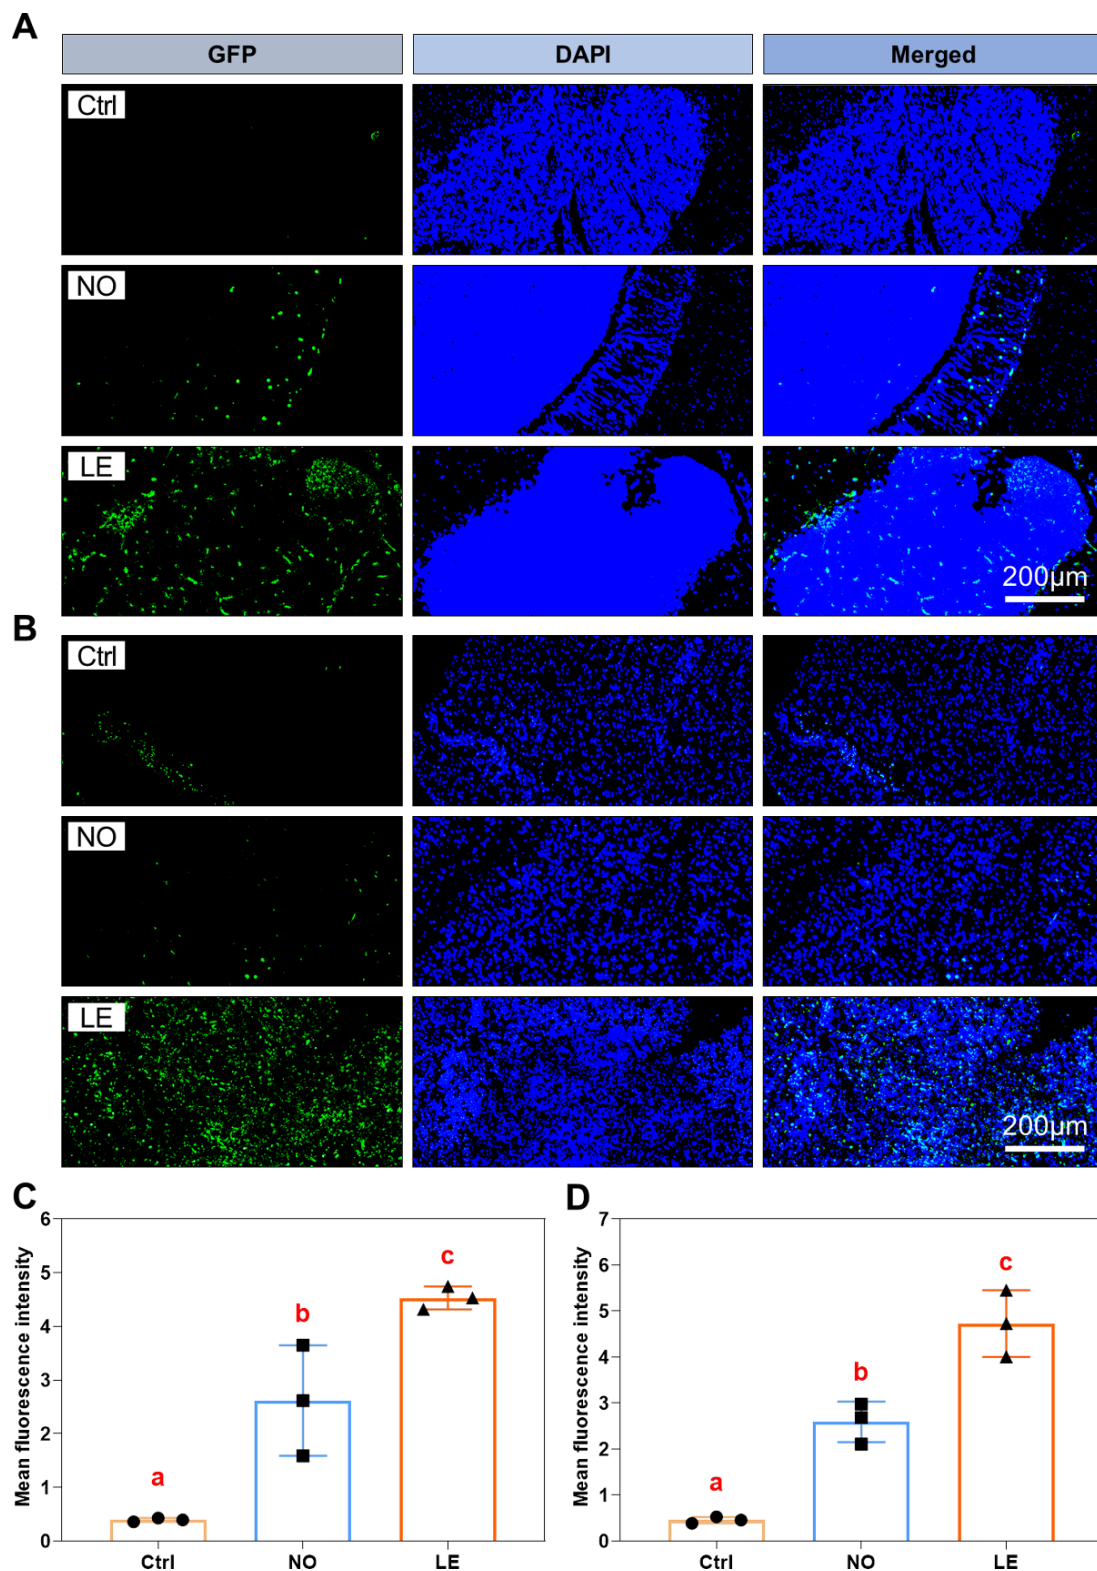 A
GFP DAPI Merged
Ctrl
NO
LE
200μm
B
Ctrl
NO
LE
200μm
C
Mean fluorescence intensity
6
5
4
3
2
1
0
a
b
c
Ctrl NO LE
D
Mean fluorescence intensity
7
6
5
4
3
2
1
0
a
b
c
Ctrl NO LE